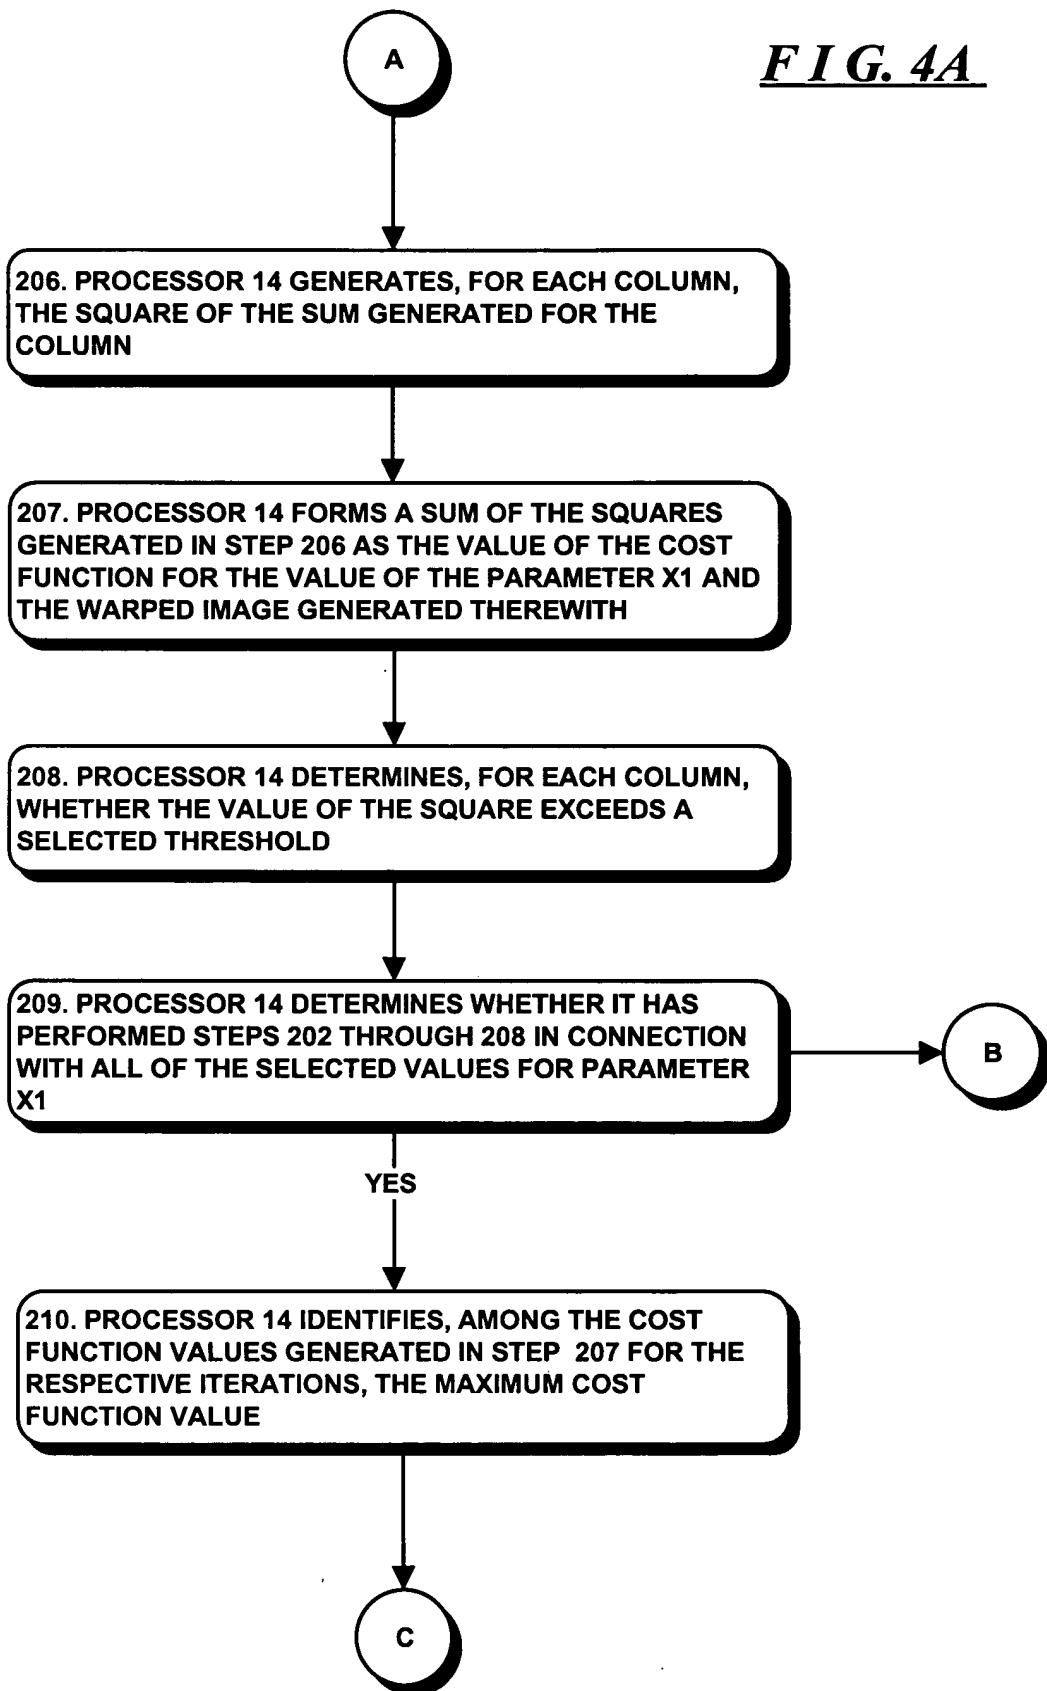 A
F I G. 4A
206. PROCESSOR 14 GENERATES, FOR EACH COLUMN,
THE SQUARE OF THE SUM GENERATED FOR THE
COLUMN
207. PROCESSOR 14 FORMS A SUM OF THE SQUARES
GENERATED IN STEP 206 AS THE VALUE OF THE COST
FUNCTION FOR THE VALUE OF THE PARAMETER X1 AND
THE WARPED IMAGE GENERATED THEREWITH
208. PROCESSOR 14 DETERMINES, FOR EACH COLUMN,
WHETHER THE VALUE OF THE SQUARE EXCEEDS A
SELECTED THRESHOLD
209. PROCESSOR 14 DETERMINES WHETHER IT HAS
PERFORMED STEPS 202 THROUGH 208 IN CONNECTION
WITH ALL OF THE SELECTED VALUES FOR PARAMETER
X1
B
YES
210. PROCESSOR 14 IDENTIFIES, AMONG THE COST
FUNCTION VALUES GENERATED IN STEP 207 FOR THE
RESPECTIVE ITERATIONS, THE MAXIMUM COST
FUNCTION VALUE
C